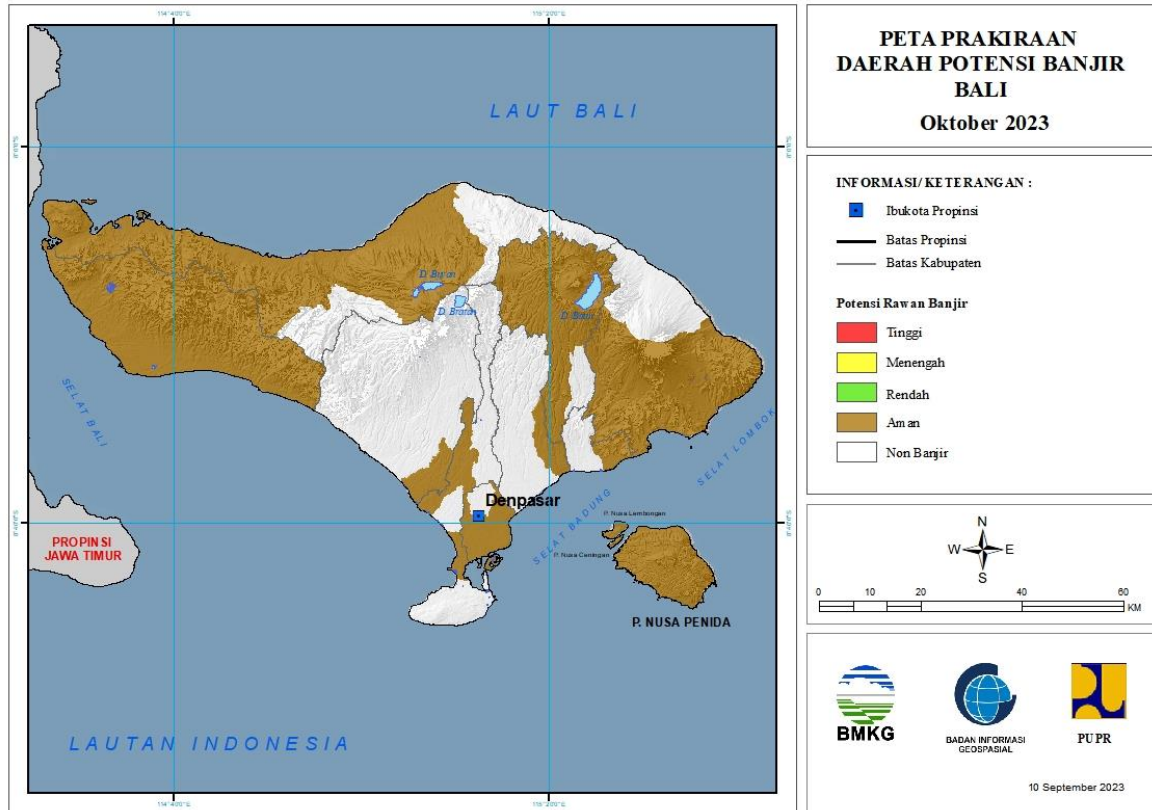 PETA PRAKIRAAN
DAERAH POTENSI BANJIR
BALI
Oktober 2023
INFORMASI/ KETERANGAN :
Ibukota Propinsi
Batas Propinsi
Batas Kabupaten
Potensi Rawan Banjir
Tinggi
Menengah
Rendah
Aman
Non Banjir
N
W E
S
0 10 20 40 60
KM
BMKG
BADAN INFORMASI
GEOSPASIAL
PUPR
10 September 2023
LAUT BALI
D. Buyan
D. Bratan
SELAT BALI
SELAT LOMBOK
Denpasar
SELAT BADUNG
P. Nusa Lembongan
P. Nusa Ceningan
PROPINSI
JAWA TIMUR
P. NUSA PENIDA
LAUTAN INDONESIA